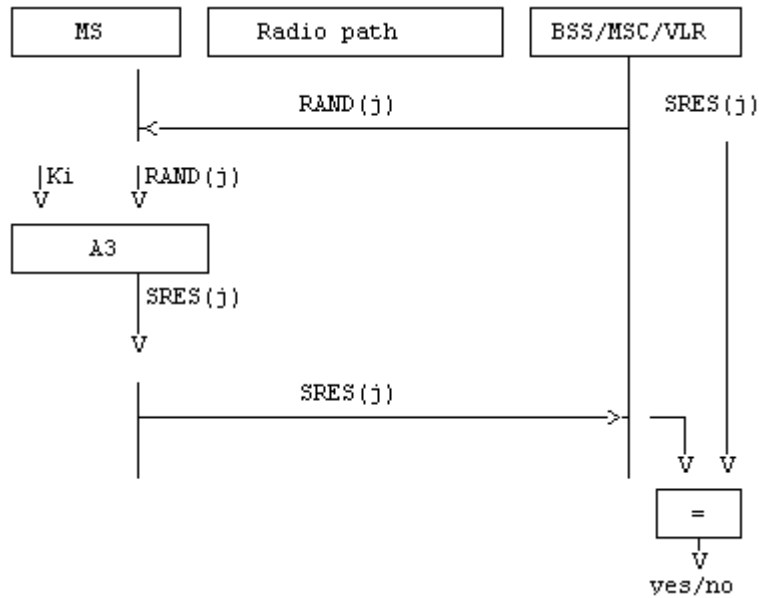 MS
Radio path
BSS/MSC/VLR
RAND(j)
SRES(j)
Ki
RAND(j)
A3
SRES(j)
SRES(j)
=
yes/no